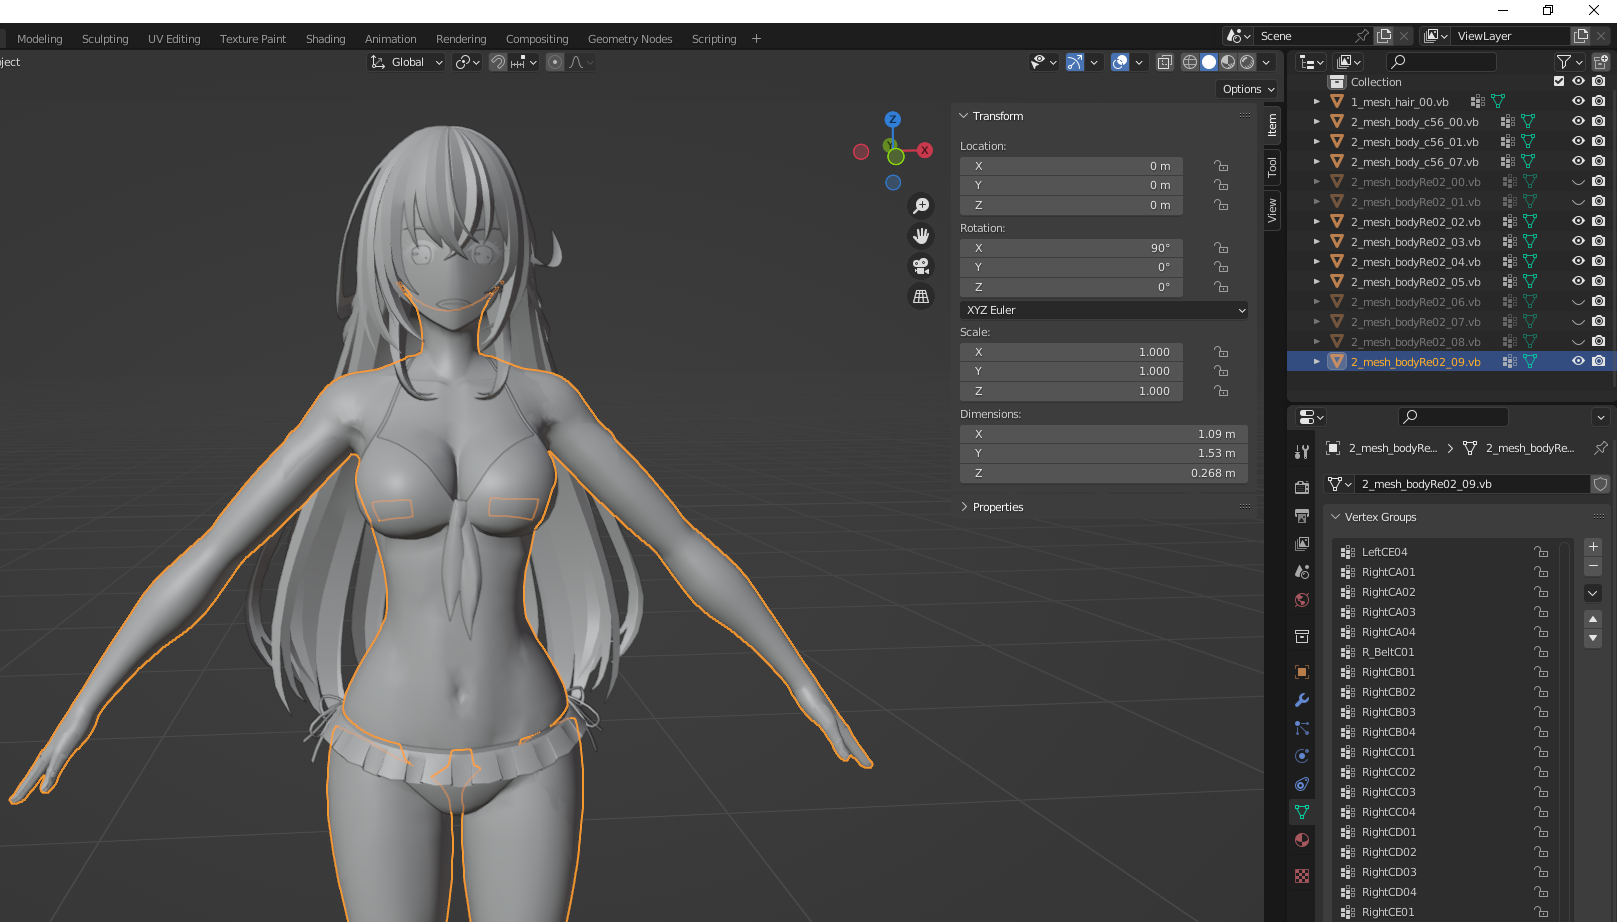 Modeling Sculpting UV Editing Texture Paint Shading Animation Rendering Compositing Geometry Nodes Scripting +
Scene
ViewLayer
ject
Global
Options
Z
Y
X
Transform
Location:
X 0 m
Y 0 m
Z 0 m
Rotation:
X 90°
Y 0°
Z 0°
XYZ Euler
Scale:
X 1.000
Y 1.000
Z 1.000
Dimensions:
X 1.09 m
Y 1.53 m
Z 0.268 m
Properties
Item
Tool
View
Collection
1_mesh_hair_00.vb
2_mesh_body_c56_00.vb
2_mesh_body_c56_01.vb
2_mesh_body_c56_07.vb
2_mesh_bodyRe02_00.vb
2_mesh_bodyRe02_01.vb
2_mesh_bodyRe02_02.vb
2_mesh_bodyRe02_03.vb
2_mesh_bodyRe02_04.vb
2_mesh_bodyRe02_05.vb
2_mesh_bodyRe02_06.vb
2_mesh_bodyRe02_07.vb
2_mesh_bodyRe02_08.vb
2_mesh_bodyRe02_09.vb
2_mesh_bodyRe... 2_mesh_bodyRe...
2_mesh_bodyRe02_09.vb
Vertex Groups
LeftCE04
RightCA01
RightCA02
RightCA03
RightCA04
R_BeltC01
RightCB01
RightCB02
RightCB03
RightCB04
RightCC01
RightCC02
RightCC03
RightCC04
RightCD01
RightCD02
RightCD03
RightCD04
RightCE01